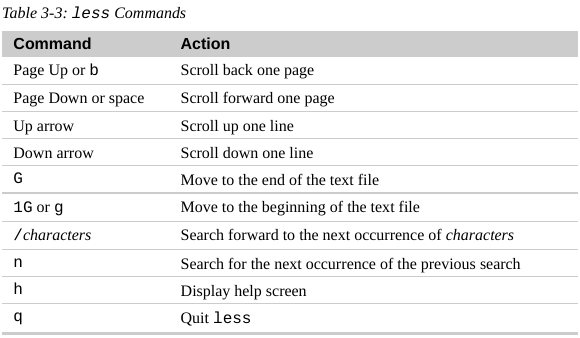 Table 3-3: less Commands
Command Action
Page Up or b Scroll back one page
Page Down or space Scroll forward one page
Up arrow Scroll up one line
Down arrow Scroll down one line
G Move to the end of the text file
1G or g Move to the beginning of the text file
/characters Search forward to the next occurrence of characters
n Search for the next occurrence of the previous search
h Display help screen
q Quit less